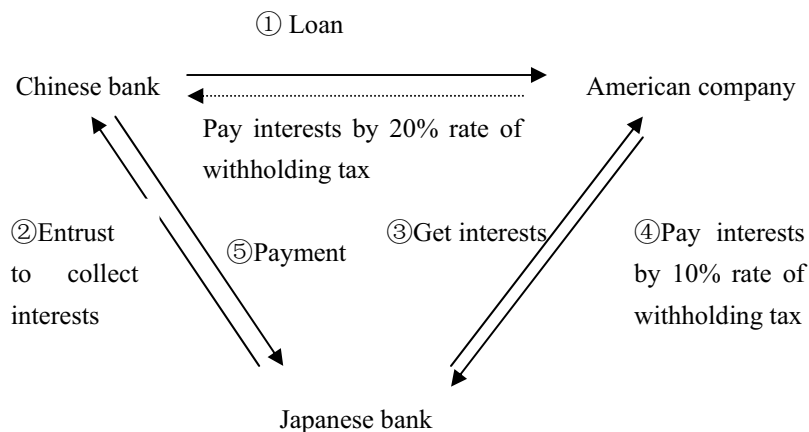 ① Loan
Chinese bank
American company
Pay interests by 20% rate of
withholding tax
②Entrust
to collect
interests
⑤Payment
③Get interests
④Pay interests
by 10% rate of
withholding tax
Japanese bank